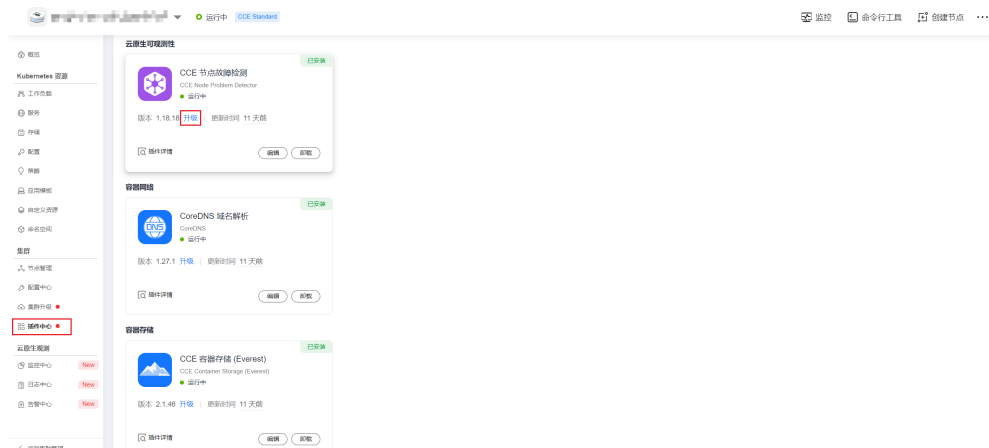 运行中 CCE Standard 监控 命令行工具 创建节点 ...
概览
Kubernetes 资源
工作负载
服务
存储
配置
策略
应用模板
自定义资源
命名空间
集群
节点管理
配置中心
集群升级
插件中心
云原生观测
监控中心 New
日志中心 New
告警中心 New
云原生可观测性
已安装
CCE 节点故障检测
CCE Node Problem Detector
运行中
版本 1.18.18 升级 | 更新时间 11 天前
插件详情 编辑 卸载
容器网络
已安装
CoreDNS 域名解析
DNS
CoreDNS
运行中
版本 1.27.1 升级 | 更新时间 11 天前
插件详情 编辑 卸载
容器存储
已安装
CCE 容器存储 (Everest)
CCE Container Storage (Everest)
运行中
版本 2.1.46 升级 | 更新时间 11 天前
插件详情 编辑 卸载